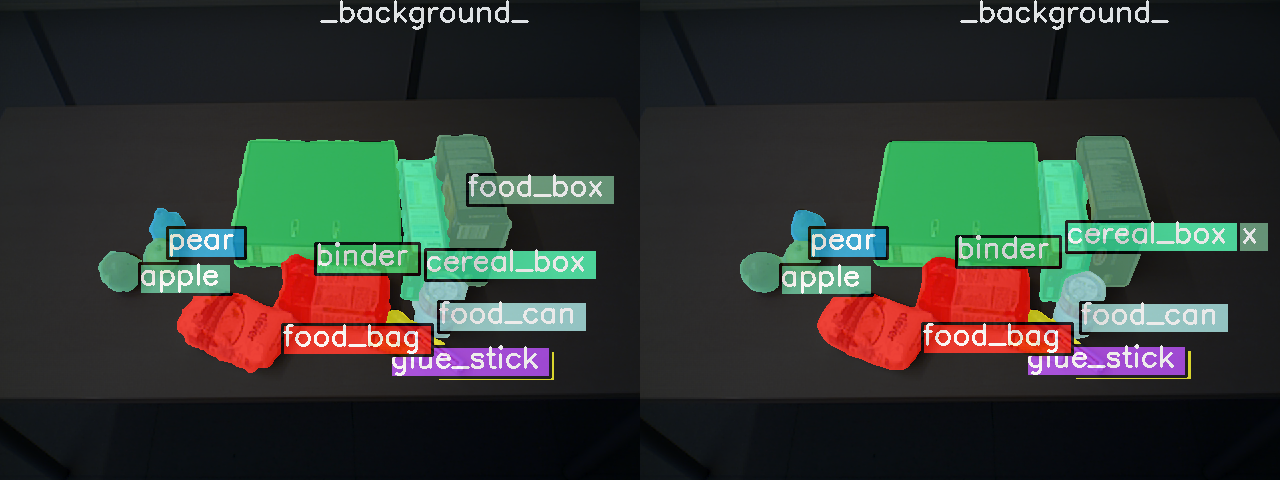 _background_
_background_
food_box
pear
binder
cereal_box
apple
food_can
food_bag
glue_stick
pear
binder
cereal_box
x
apple
food_can
food_bag
glue_stick